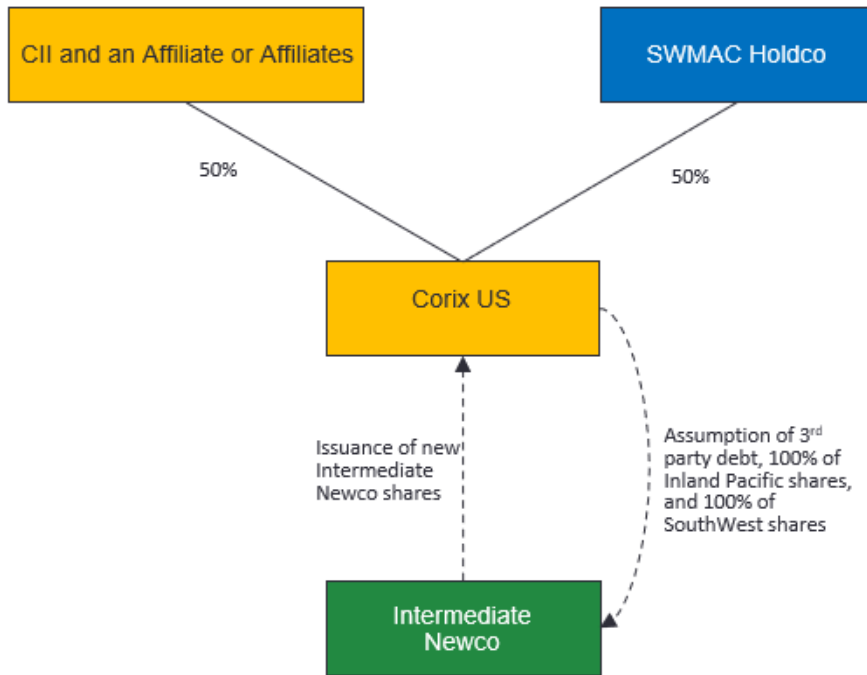 CII and an Affiliate or Affiliates
SWMAC Holdco
50%
50%
Corix US
Issuance of new
Intermediate
Newco shares
Assumption of 3rd
party debt, 100% of
Inland Pacific shares,
and 100% of
SouthWest shares
Intermediate
Newco